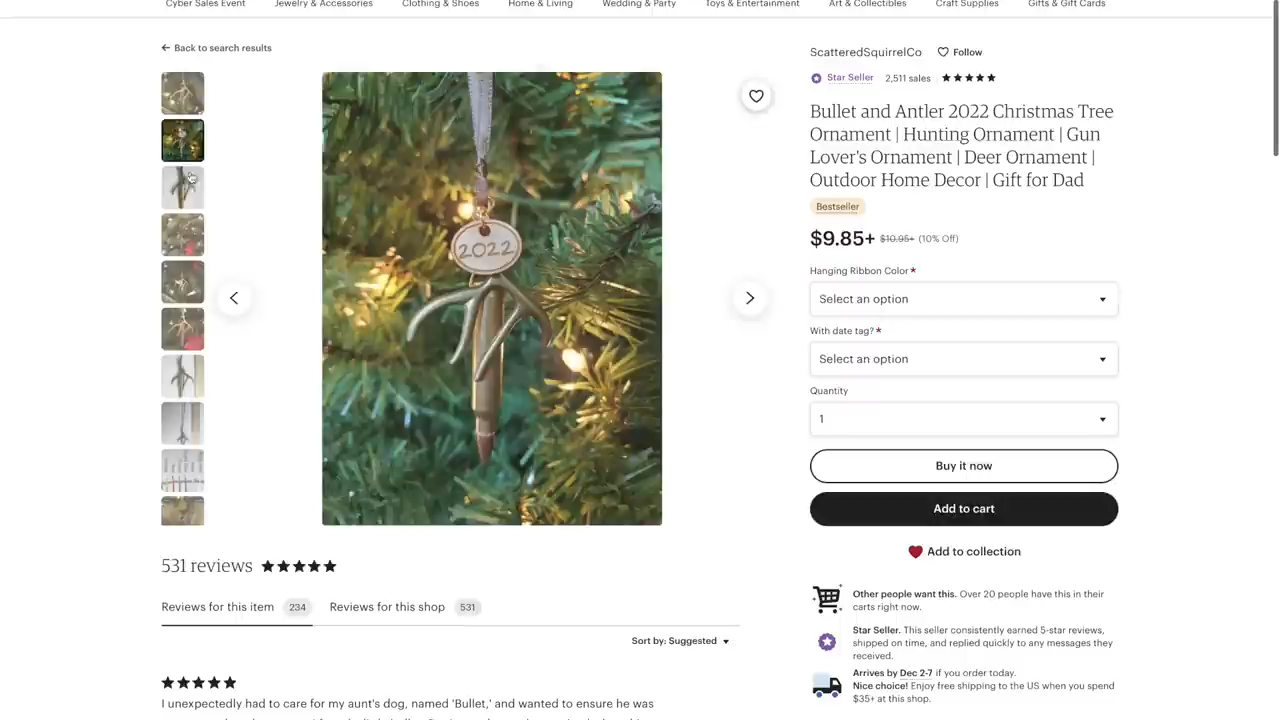 Cyber Sales Event Jewelry & Accessories Clothing & Shoes Home & Living Wedding & Party Toys & Entertainment Art & Collectibles Craft Supplies Gifts & Gift Cards
← Back to search results
2022
531 reviews ★★★★★
Reviews for this item 234 Reviews for this shop 531
Sort by: Suggested
★★★★★
I unexpectedly had to care for my aunt's dog, named 'Bullet,' and wanted to ensure he was
ScatteredSquirrelCo Follow
Star Seller 2,511 sales ★★★★★
Bullet and Antler 2022 Christmas Tree
Ornament | Hunting Ornament | Gun
Lover's Ornament | Deer Ornament |
Outdoor Home Decor | Gift for Dad
Bestseller
$9.85+ $10.95+ (10% Off)
Hanging Ribbon Color *
Select an option
With date tag? *
Select an option
Quantity
1
Buy it now
Add to cart
Add to collection
Other people want this. Over 20 people have this in their
carts right now.
Star Seller. This seller consistently earned 5-star reviews,
shipped on time, and replied quickly to any messages they
received.
Arrives by Dec 2-7 if you order today.
Nice choice! Enjoy free shipping to the US when you spend
$35+ at this shop.